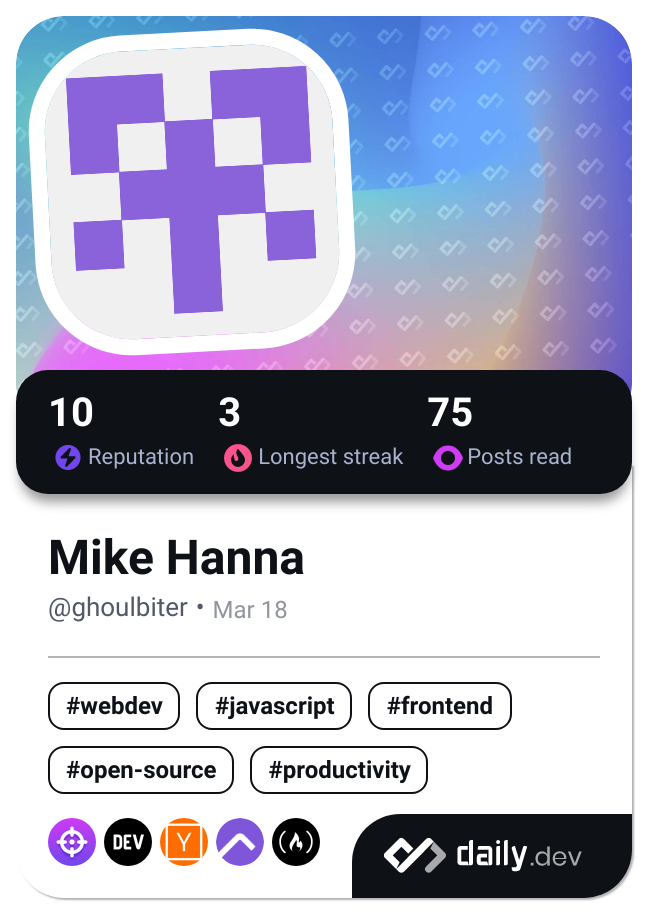 10 3 75
Reputation Longest streak Posts read
Mike Hanna
@ghoulbiter • Mar 18
#webdev #javascript #frontend
#open-source #productivity
DEV Y daily.dev